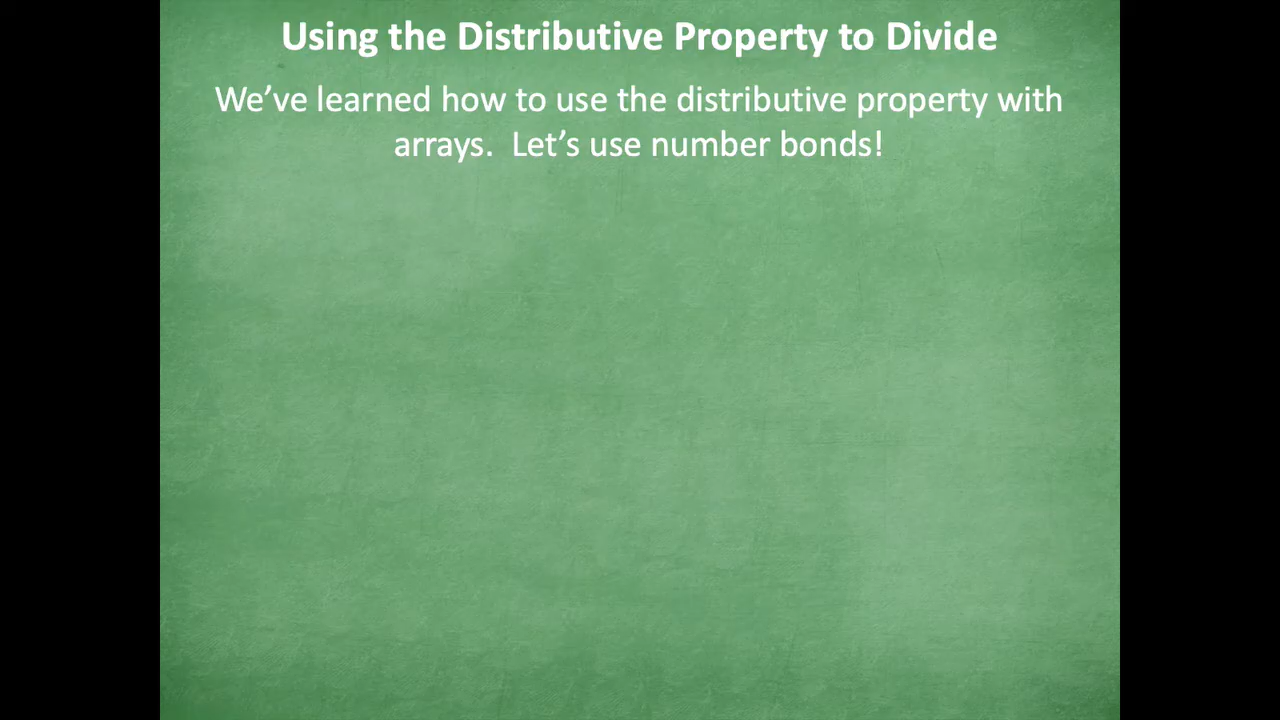 Using the Distributive Property to Divide
We’ve learned how to use the distributive property with
arrays.  Let’s use number bonds!